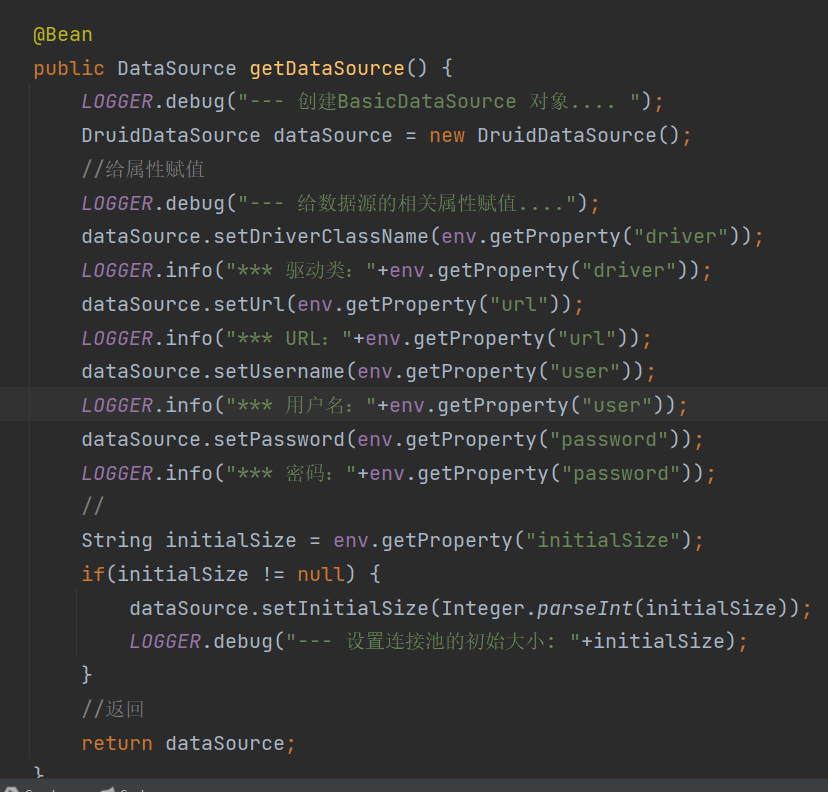 @Bean
public DataSource getDataSource() {
LOGGER.debug("--- 创建BasicDataSource 对象.... ");
DruidDataSource dataSource = new DruidDataSource();
//给属性赋值
LOGGER.debug("--- 给数据源的相关属性赋值....");
dataSource.setDriverClassName(env.getProperty("driver"));
LOGGER.info("*** 驱动类："+env.getProperty("driver"));
dataSource.setUrl(env.getProperty("url"));
LOGGER.info("*** URL："+env.getProperty("url"));
dataSource.setUsername(env.getProperty("user"));
LOGGER.info("*** 用户名："+env.getProperty("user"));
dataSource.setPassword(env.getProperty("password"));
LOGGER.info("*** 密码："+env.getProperty("password"));
//
String initialSize = env.getProperty("initialSize");
if(initialSize != null) {
dataSource.setInitialSize(Integer.parseInt(initialSize));
LOGGER.debug("--- 设置连接池的初始大小："+initialSize);
}
//返回
return dataSource;
}